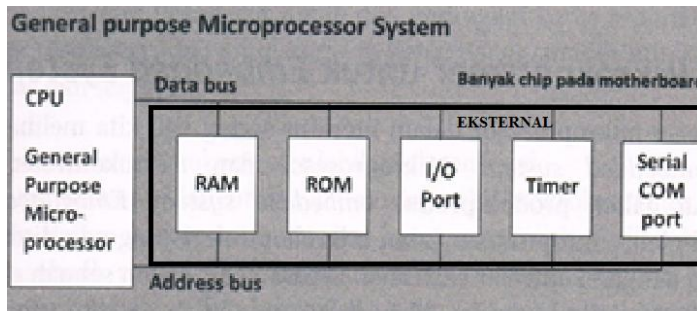 General purpose Microprocessor System
CPU
General
Purpose
Micro-
processor
Data bus
Banyak chip pada motherboard
EKSTERNAL
RAM
ROM
I/O
Port
Timer
Serial
COM
port
Address bus